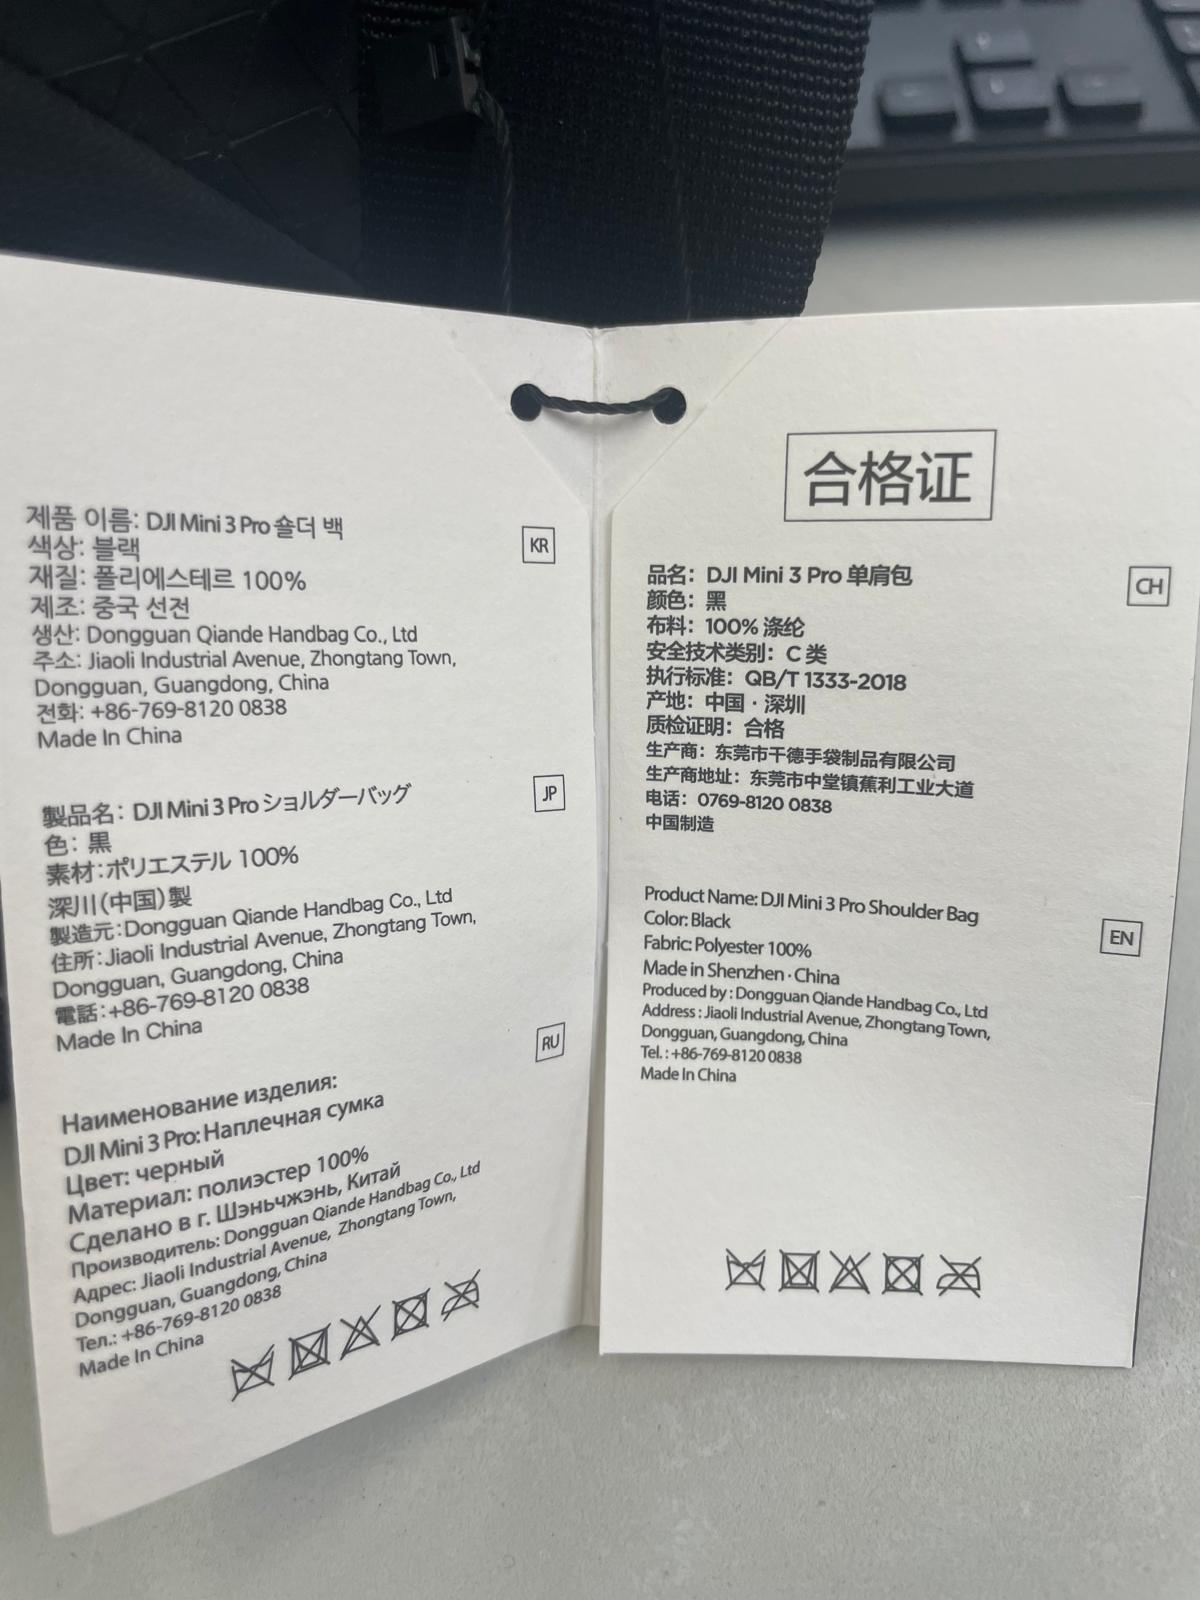 제품 이름: DJI Mini 3 Pro 숄더 백
색상: 블랙
재질: 폴리에스테르 100%
제조: 중국 선전
생산: Dongguan Qiande Handbag Co., Ltd
주소: Jiaoli Industrial Avenue, Zhongtang Town,
Dongguan, Guangdong, China
전화: +86-769-8120 0838
Made In China
KR
製品名: DJI Mini 3 Pro ショルダーバッグ
色: 黒
素材:ポリエステル 100%
深川(中国)製
製造元:Dongguan Qiande Handbag Co., Ltd
住所:Jiaoli Industrial Avenue, Zhongtang Town,
Dongguan, Guangdong, China
電話:+86-769-8120 0838
Made In China
JP
Наименование изделия:
DJI Mini 3 Pro: Наплечная сумка
Цвет: черный
Материал: полиэстер 100%
Сделано в г. Шэньчжэнь, Китай
Производитель: Dongguan Qiande Handbag Co., Ltd
Адрес: Jiaoli Industrial Avenue, Zhongtang Town,
Dongguan, Guangdong, China
Тел.: +86-769-8120 0838
Made In China
RU
合格证
品名：DJI Mini 3 Pro 单肩包
颜色：黑
布料：100% 涤纶
安全技术类别：C 类
执行标准：QB/T 1333-2018
产地：中国 · 深圳
质检证明：合格
生产商：东莞市干德手袋制品有限公司
生产商地址：东莞市中堂镇蕉利工业大道
电话：0769-8120 0838
中国制造
CH
Product Name: DJI Mini 3 Pro Shoulder Bag
Color: Black
Fabric: Polyester 100%
Made in Shenzhen · China
Produced by : Dongguan Qiande Handbag Co., Ltd
Address : Jiaoli Industrial Avenue, Zhongtang Town,
Dongguan, Guangdong, China
Tel. : +86-769-8120 0838
Made In China
EN